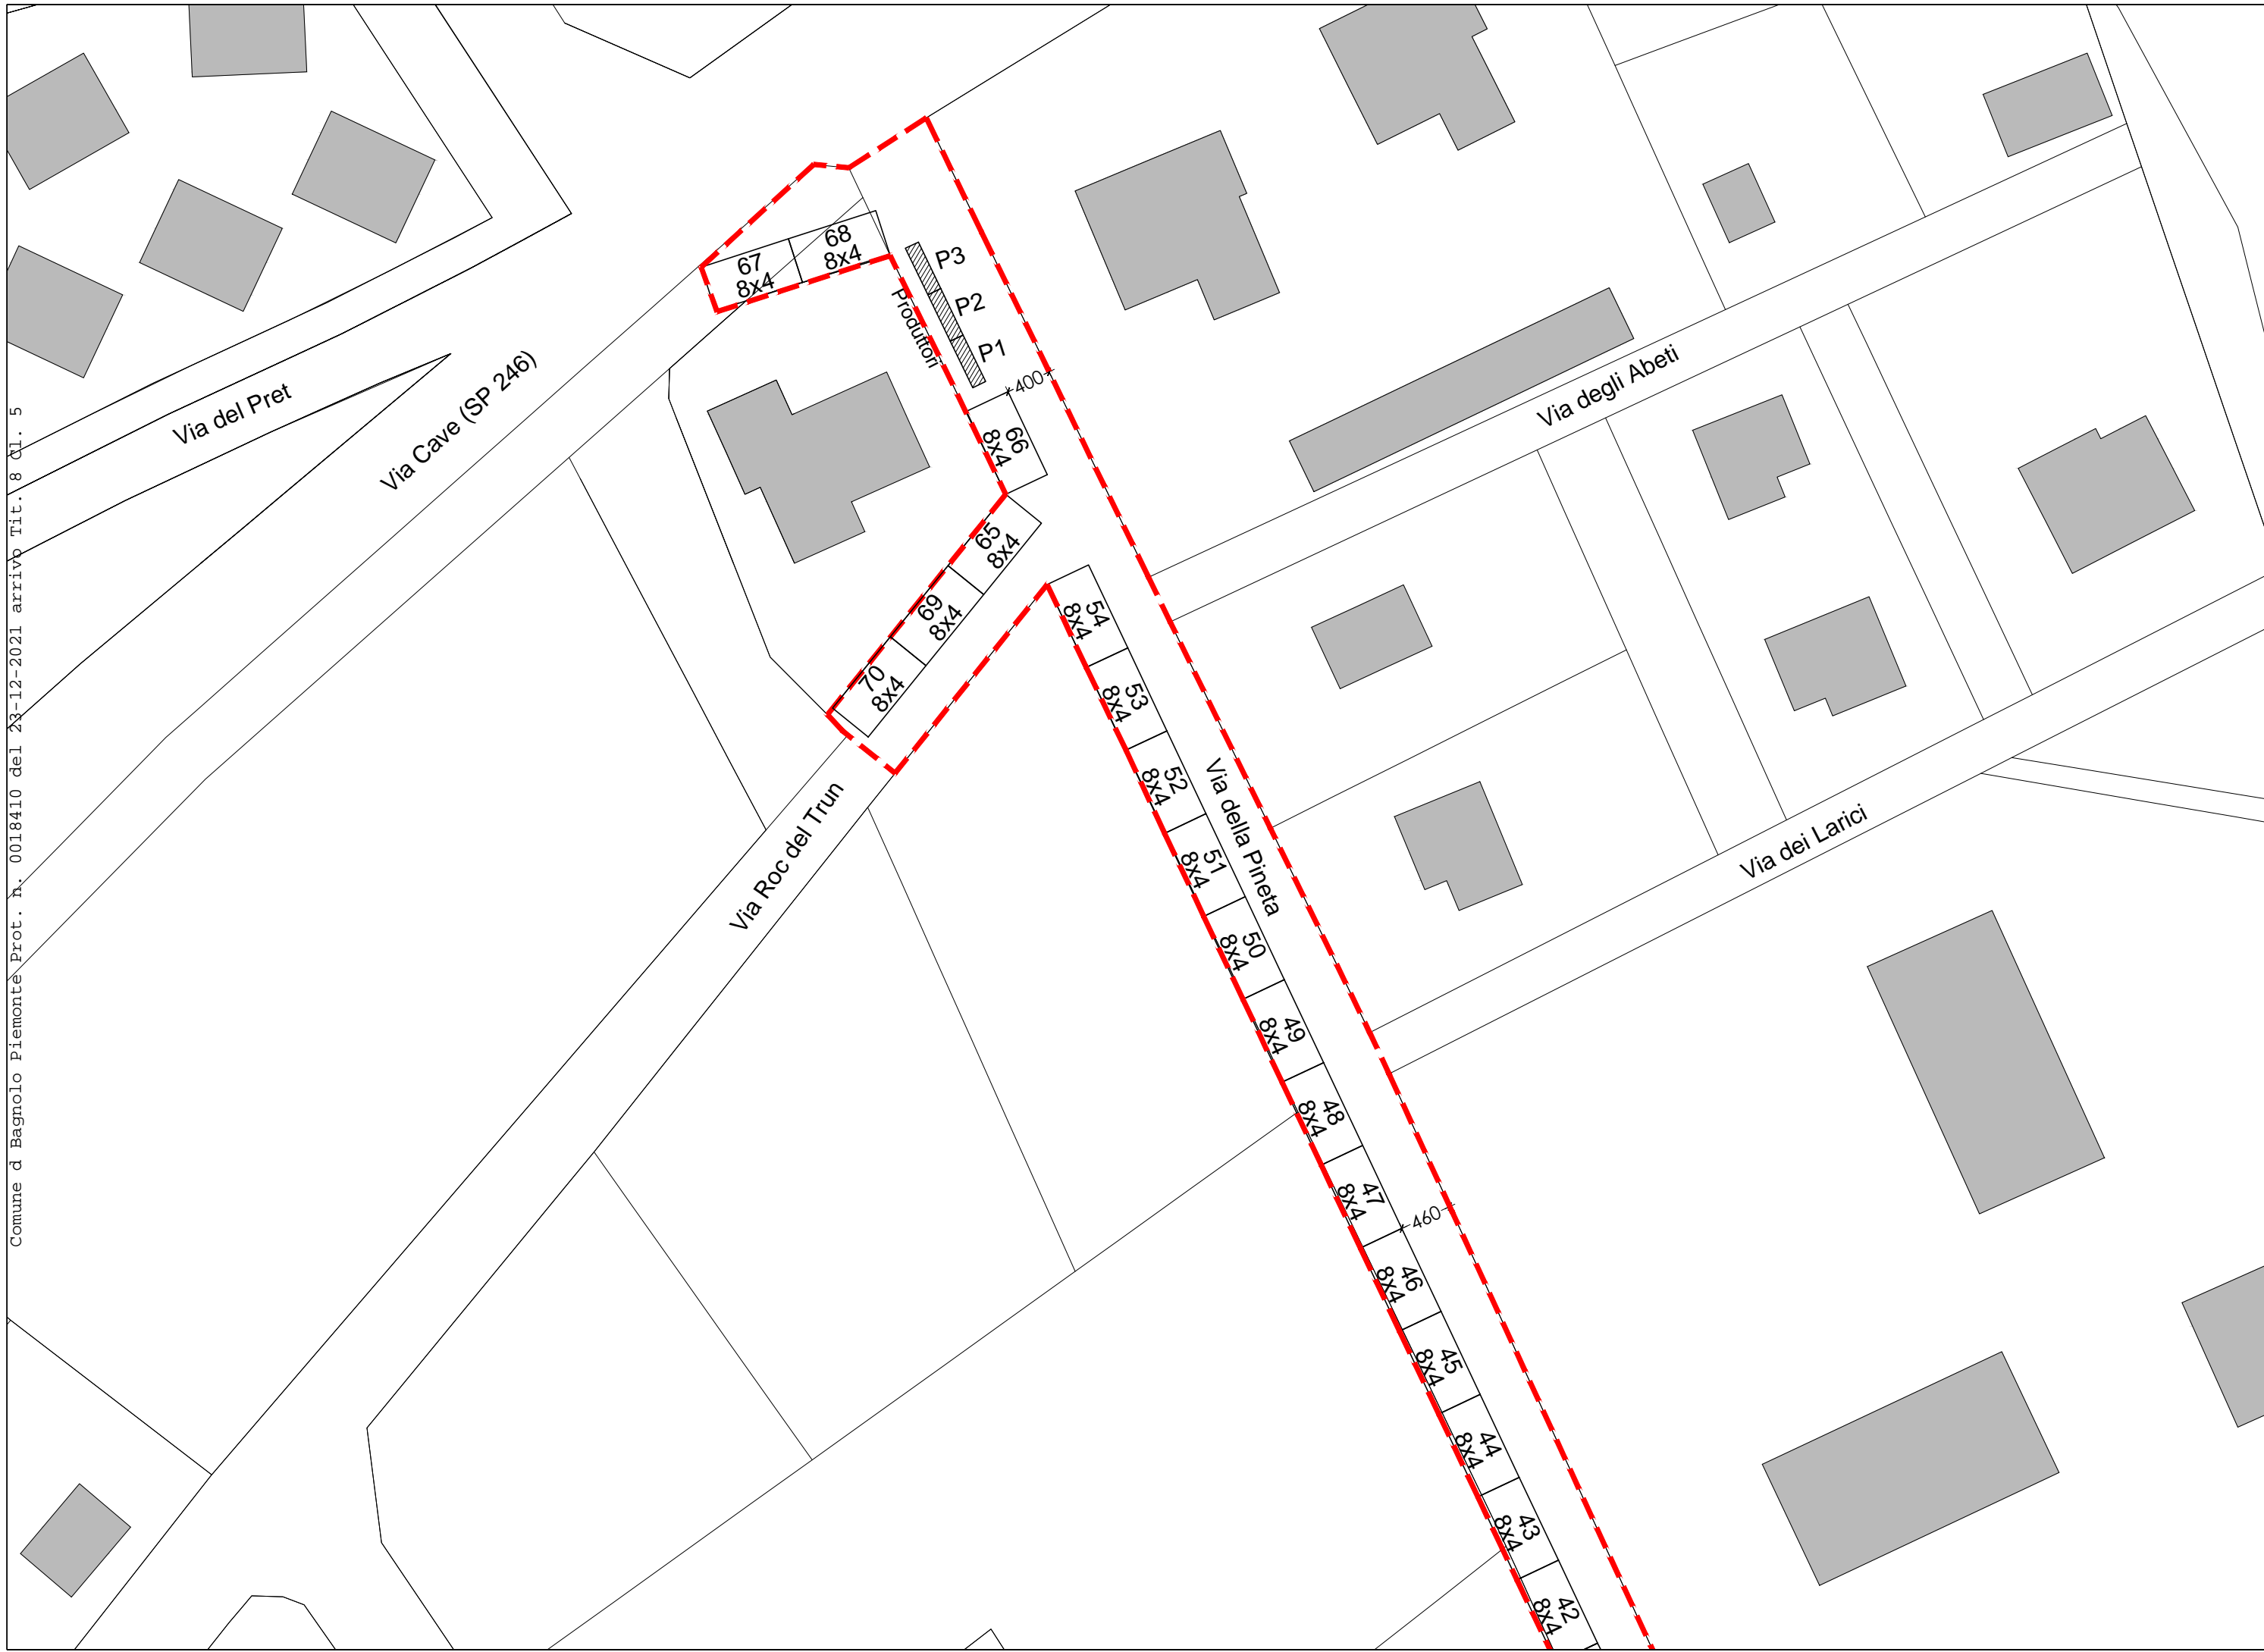 Comune d Bagnolo Piemonte Prot. n. 0018410 del 23-12-2021 arrivo Tit. 8 Cl. 5
Via del Pret
Via Cave (SP 246)
67
8x4
68
8x4
Produttori
P3
P2
P1
400
66
8x4
65
8x4
69
8x4
70
8x4
Via Roc del Trun
Via degli Abeti
Via dei Larici
Via della Pineta
54
8x4
53
8x4
52
8x4
51
8x4
50
8x4
49
8x4
48
8x4
47
8x4
460
46
8x4
45
8x4
44
8x4
43
8x4
42
8x4